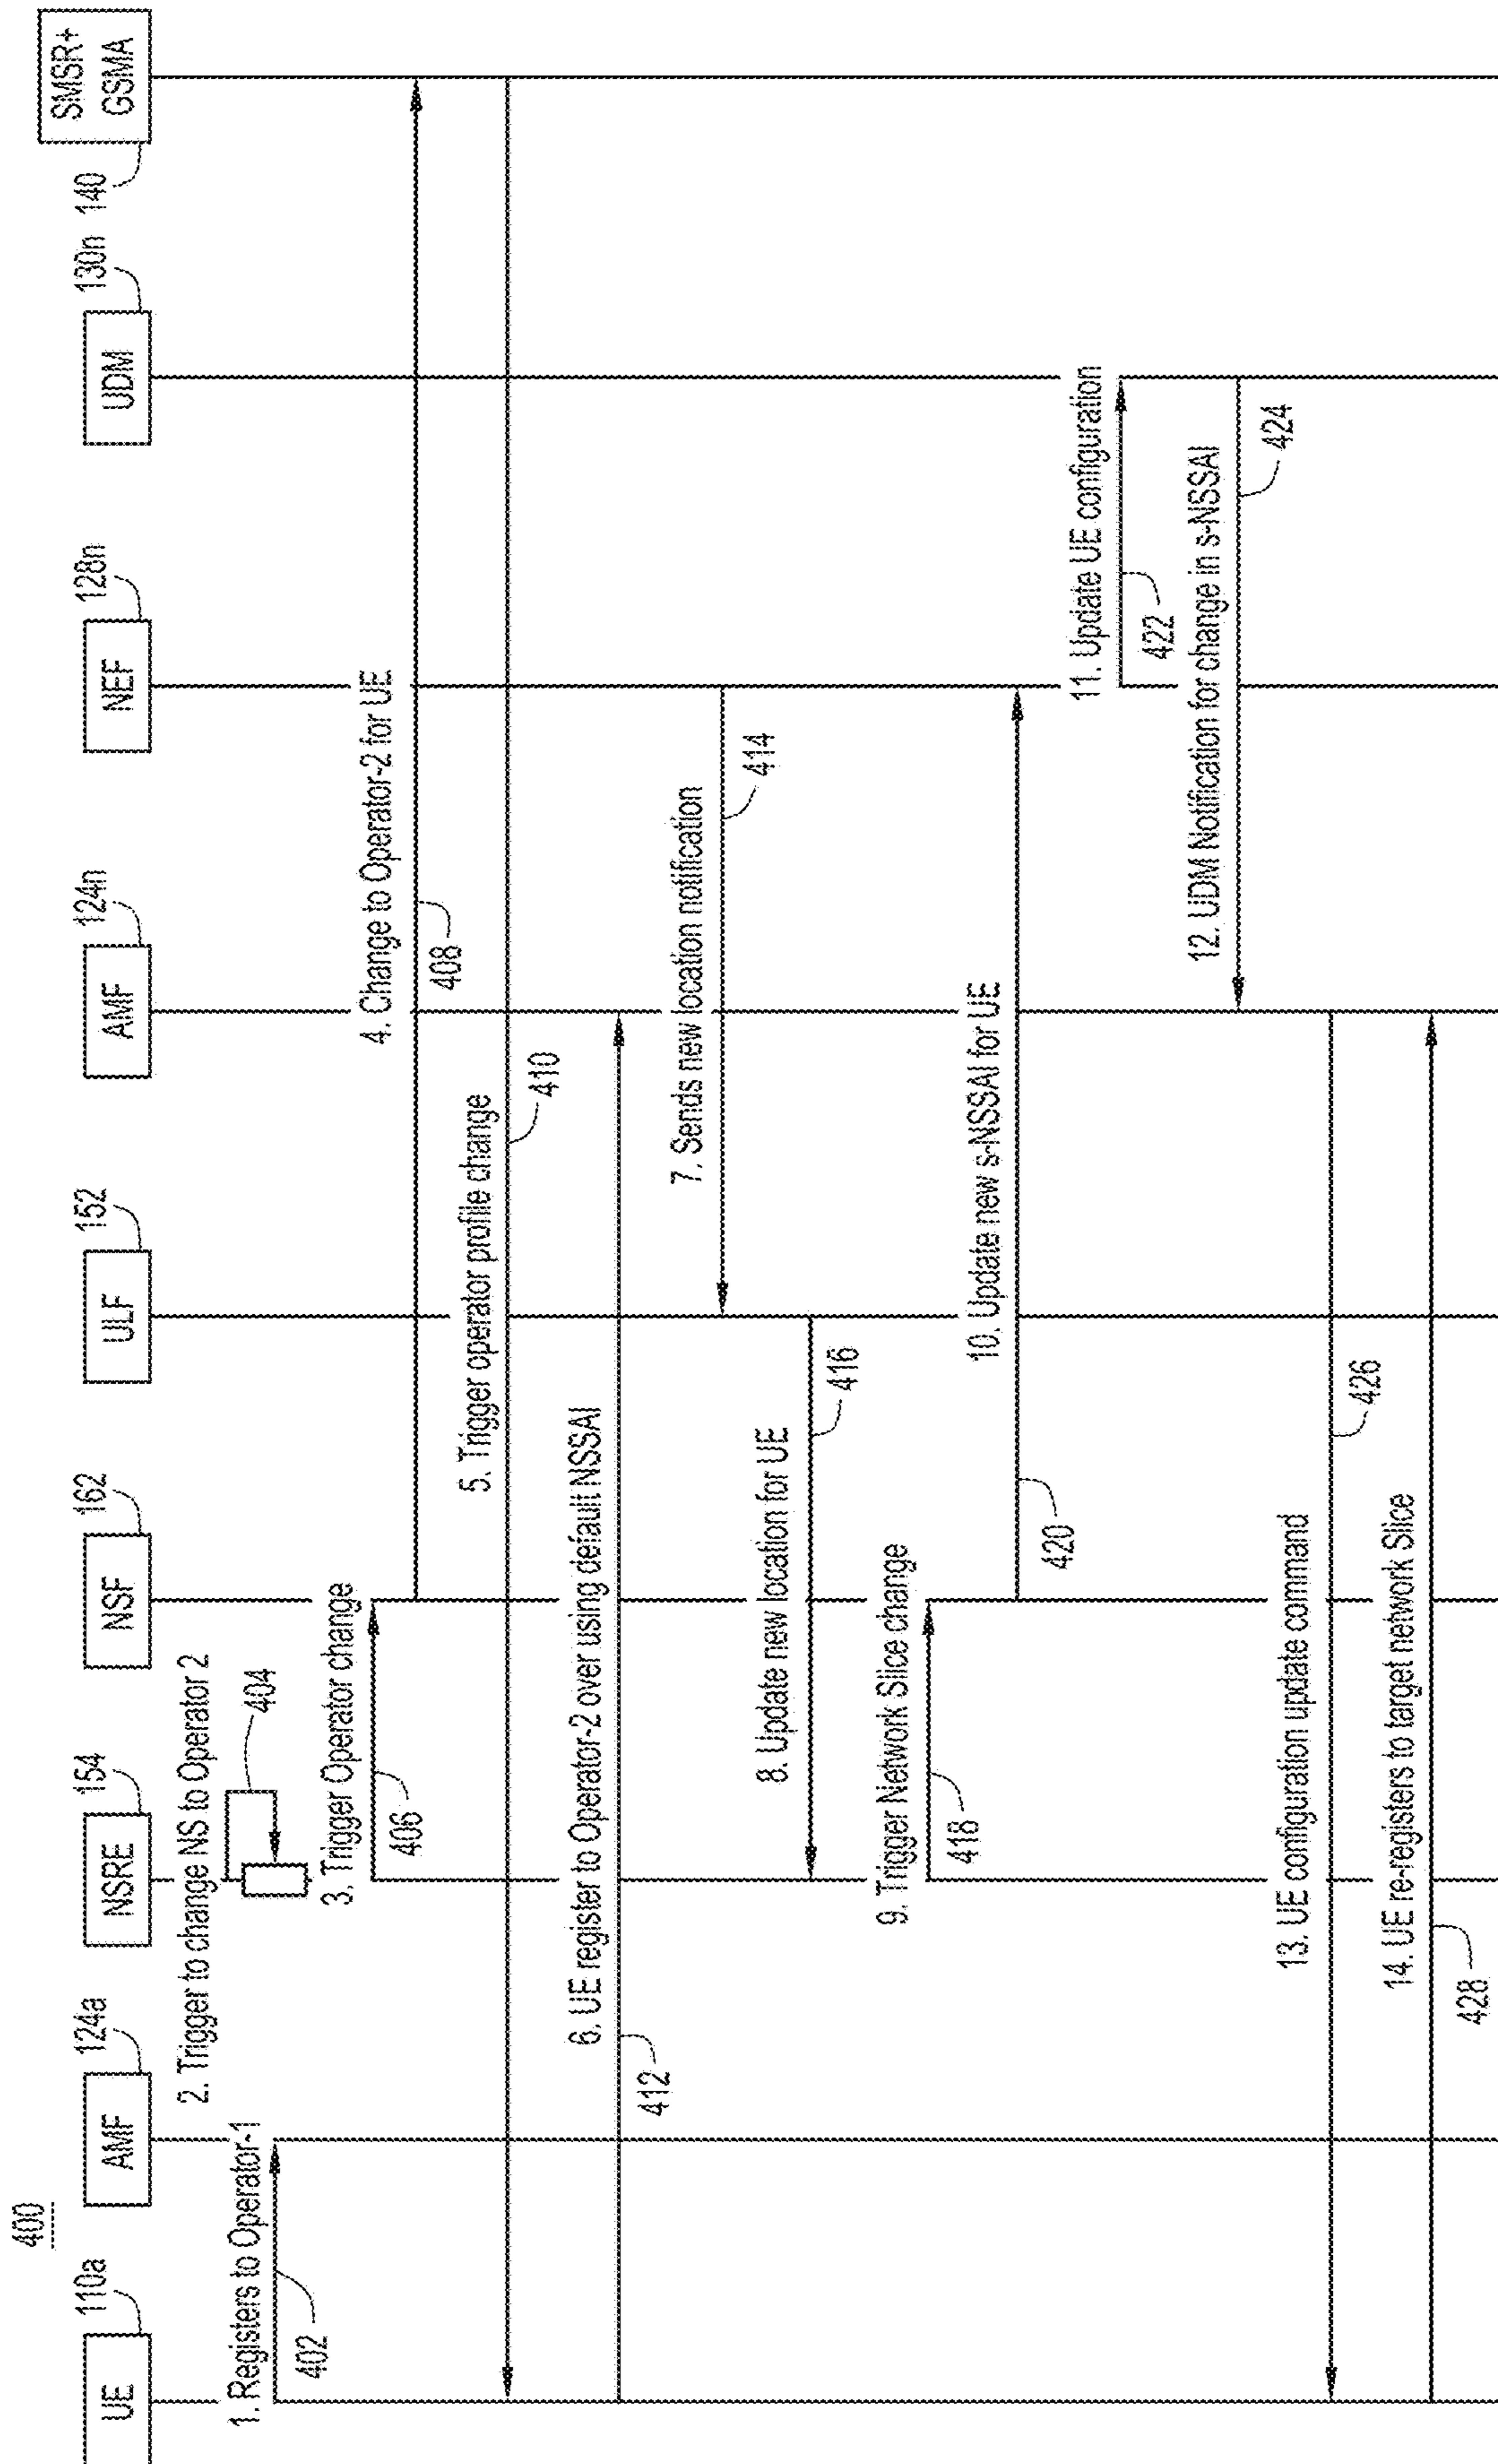 400
UE
110a
AMF
124a
NSRE
154
NSF
162
ULF
152
AMF
124n
NEF
128n
UDM
130n
SMSR+
GSMA
140
1. Registers to Operator-1
402
2. Trigger to change NS to Operator 2
404
3. Trigger Operator change
406
4. Change to Operator-2 for UE
408
5. Trigger operator profile change
410
6. UE register to Operator-2 over using default NSSAI
412
7. Sends new location notification
414
8. Update new location for UE
416
9. Trigger Network Slice change
418
10. Update new s-NSSAI for UE
420
11. Update UE configuration
422
12. UDM Notification for change in s-NSSAI
424
13. UE configuration update command
426
14. UE re-registers to target network Slice
428